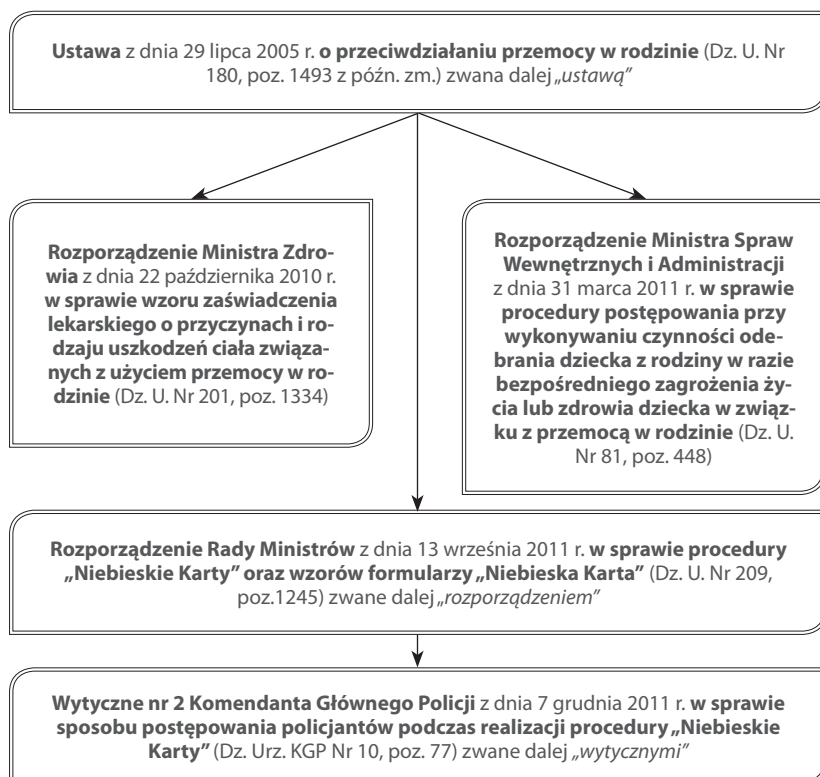 Ustawa z dnia 29 lipca 2005 r. o przeciwdziałaniu przemocy w rodzinie (Dz. U. Nr
180, poz. 1493 z późn. zm.) zwana dalej „ustawą”
Rozporządzenie Ministra Zdro-
wia z dnia 22 października 2010 r.
w sprawie wzoru zaświadczenia
lekarskiego o przyczynach i ro-
dzaju uszkodzeń ciała związa-
nych z użyciem przemocy w ro-
dzinie (Dz. U. Nr 201, poz. 1334)
Rozporządzenie Ministra Spraw
Wewnętrznych i Administracji
z dnia 31 marca 2011 r. w sprawie
procedury postępowania przy
wykonywaniu czynności ode-
brania dziecka z rodziny w razie
bezpośredniego zagrożenia ży-
cia lub zdrowia dziecka w związ-
ku z przemocą w rodzinie (Dz. U.
Nr 81, poz. 448)
Rozporządzenie Rady Ministrów z dnia 13 września 2011 r. w sprawie procedury
„Niebieskie Karty” oraz wzorów formularzy „Niebieska Karta” (Dz. U. Nr 209,
poz.1245) zwane dalej „rozporządzeniem”
Wytyczne nr 2 Komendanta Głównego Policji z dnia 7 grudnia 2011 r. w sprawie
sposobu postępowania policjantów podczas realizacji procedury „Niebieskie
Karty” (Dz. Urz. KGP Nr 10, poz. 77) zwane dalej „wytycznymi”